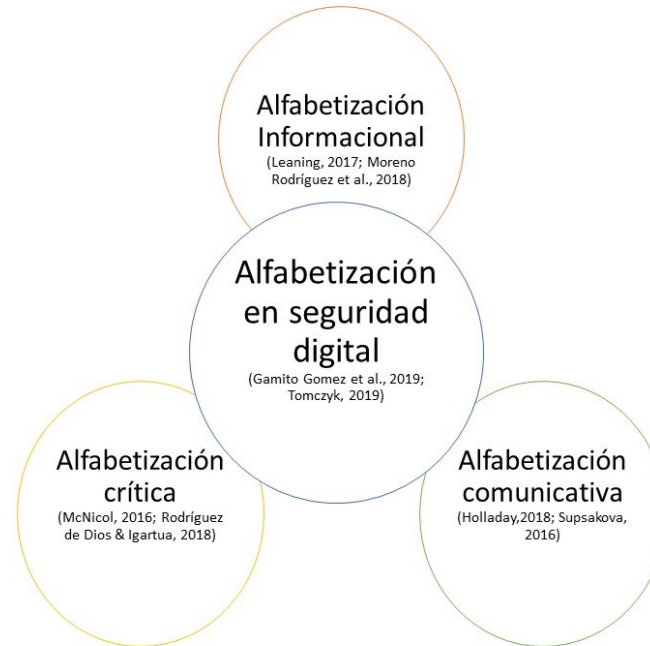 Alfabetización
Informacional
(Leaning, 2017; Moreno
Rodríguez et al., 2018)
Alfabetización
en seguridad
digital
(Gamito Gomez et al., 2019;
Tomczyk, 2019)
Alfabetización
crítica
(McNicol, 2016; Rodríguez
de Dios & Igartua, 2018)
Alfabetización
comunicativa
(Holladay,2018; Supsakova,
2016)